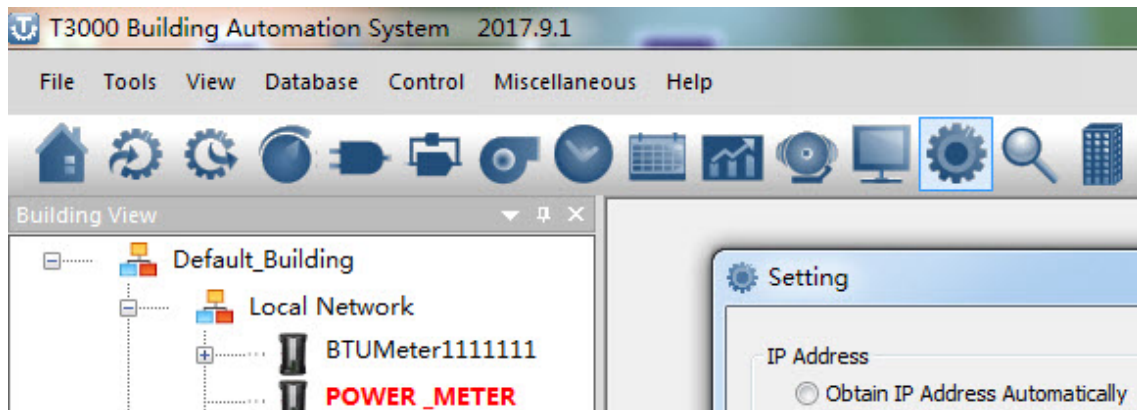 T3000 Building Automation System 2017.9.1
File Tools View Database Control Miscellaneous Help
Building View
Default_Building
Local Network
BTUMeter1111111
POWER _METER
Setting
IP Address
Obtain IP Address Automatically